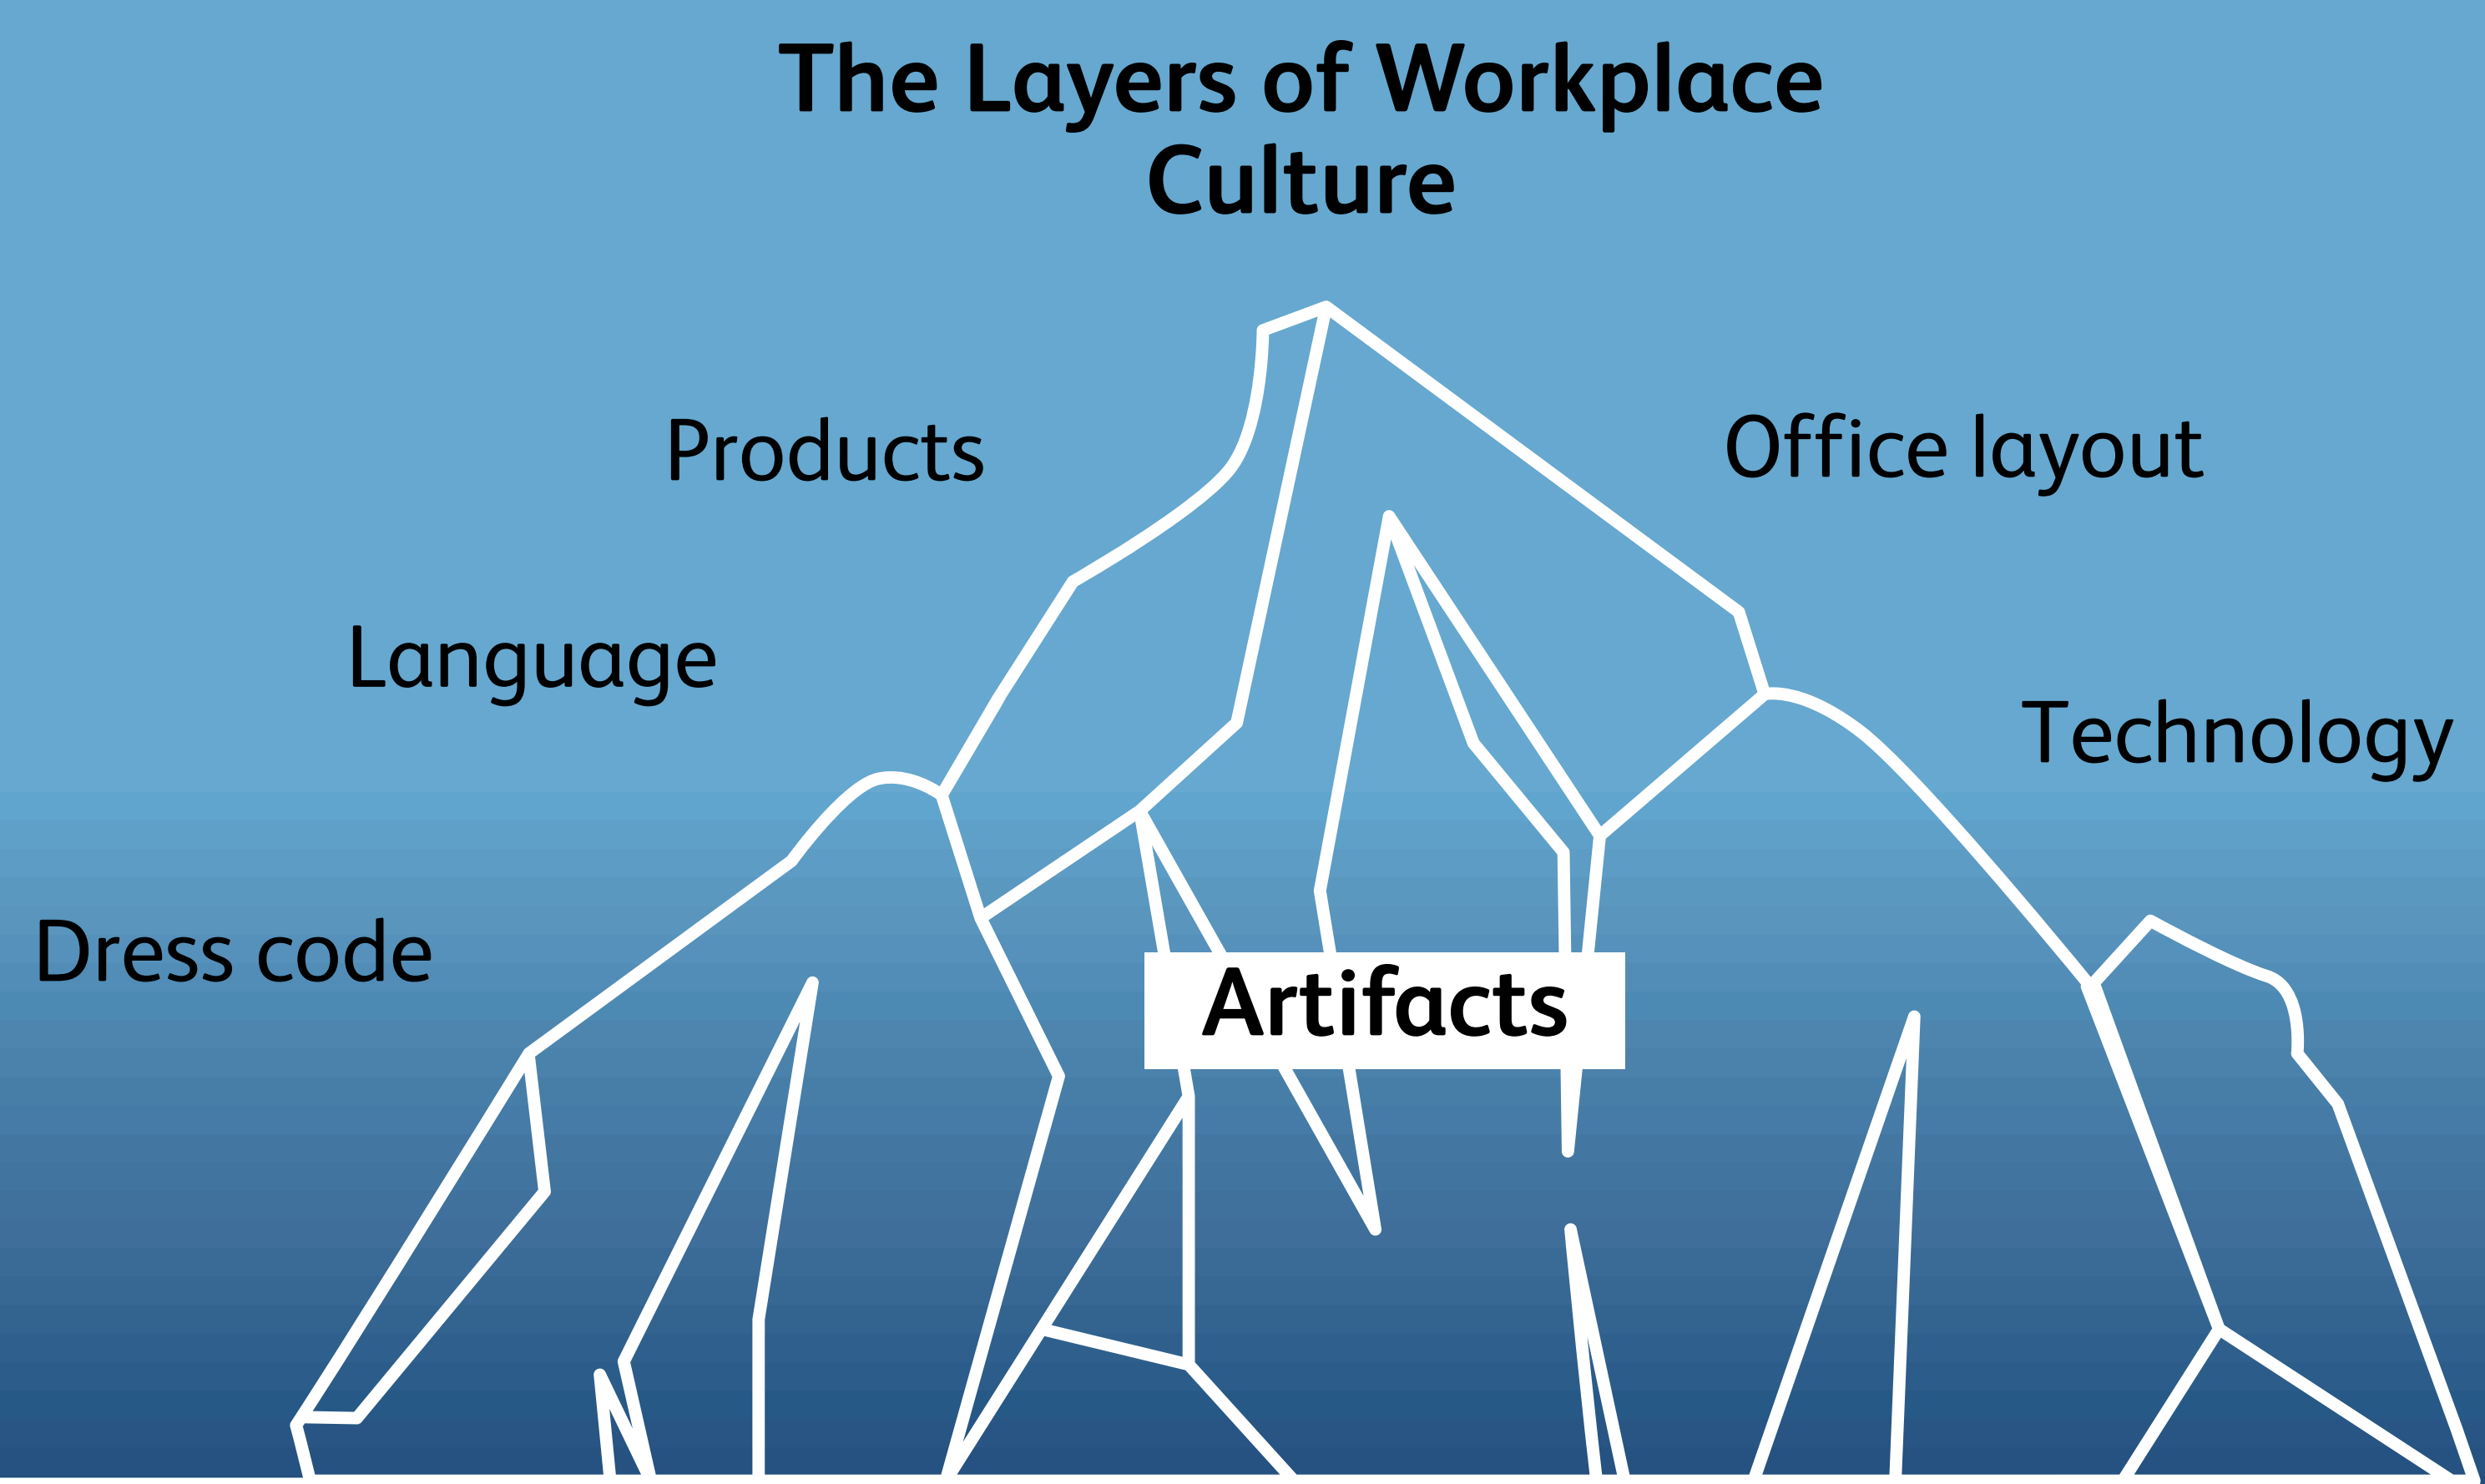 The Layers of Workplace
Culture
Products
Office layout
Language
Technology
Dress code
Artifacts